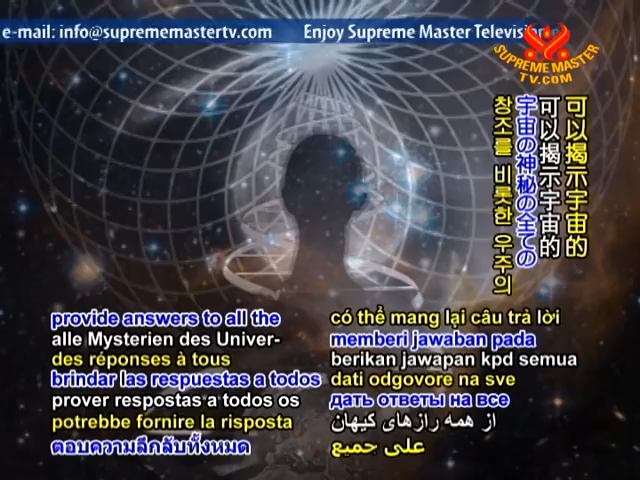 e-mail: info@suprememastertv.com Enjoy Supreme Master Television
SUPREME MASTER
TV.COM
可以揭示宇宙的
可以揭示宇宙的
宇宙の神秘の全ての
창조를 비롯한 우주의
provide answers to all the
alle Mysterien des Univer-
des réponses à tous
brindar las respuestas a todos
prover respostas a todos os
potrebbe fornire la risposta
ตอบความลึกลับทั้งหมด
có thể mang lại câu trả lời
memberi jawaban pada
berikan jawapan kpd semua
dati odgovore na sve
дать ответы на все
از همه رازهای کیهان
على جميع